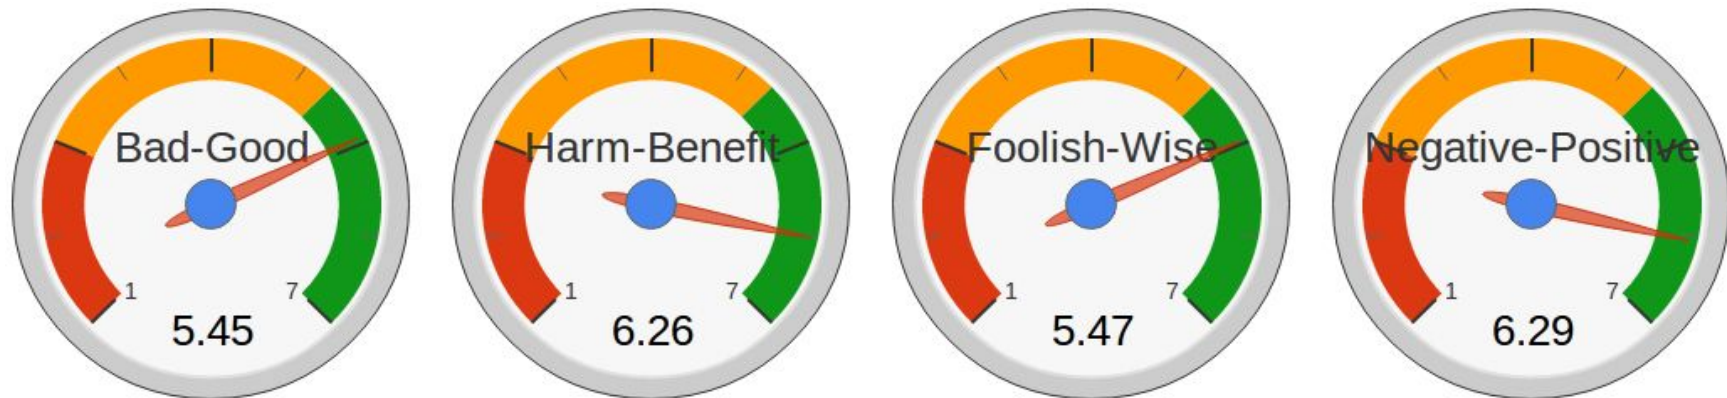 Bad-Good
1 7
5.45
Harm-Benefit
1 7
6.26
Foolish-Wise
1 7
5.47
Negative-Positive
1 7
6.29